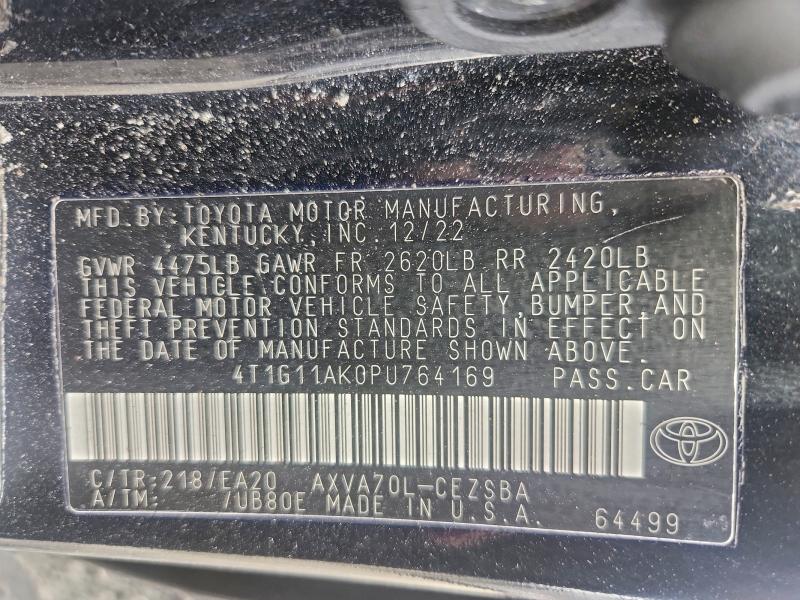 MFD.BY:TOYOTA MOTOR MANUFACTURING,
KENTUCKY,INC.12/22
GVWR 4475LB GAWR FR 2620LB RR 2420LB
THIS VEHICLE CONFORMS TO ALL APPLICABLE
FEDERAL MOTOR VEHICLE SAFETY,BUMPER,AND
THEFT PREVENTION STANDARDS IN EFFECT ON
THE DATE OF MANUFACTURE SHOWN ABOVE.
4T1G11AK0PU764169 PASS.CAR
C/TR:218/EA20 AXVA70L-CEZSBA
A/TM: /UB80E MADE IN U.S.A. 64499